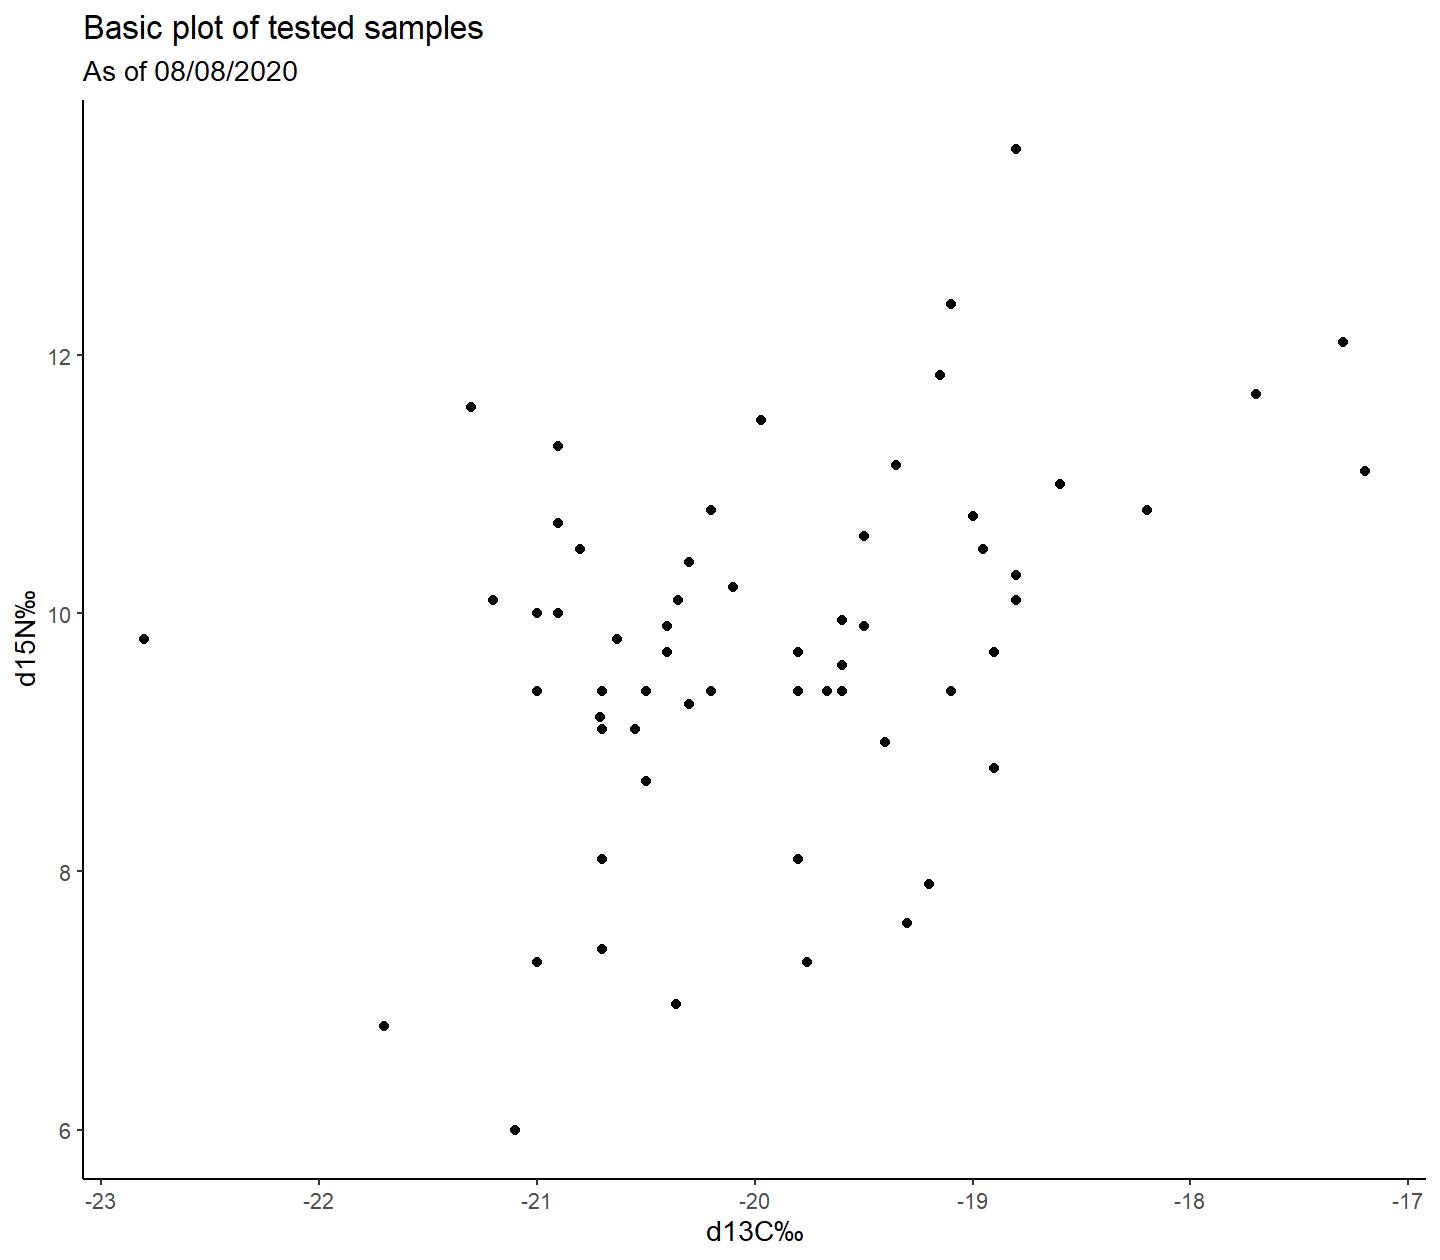 Basic plot of tested samples
As of 08/08/2020
12
10
8
6
d15N‰
-23 -22 -21 -20 -19 -18 -17
d13C‰